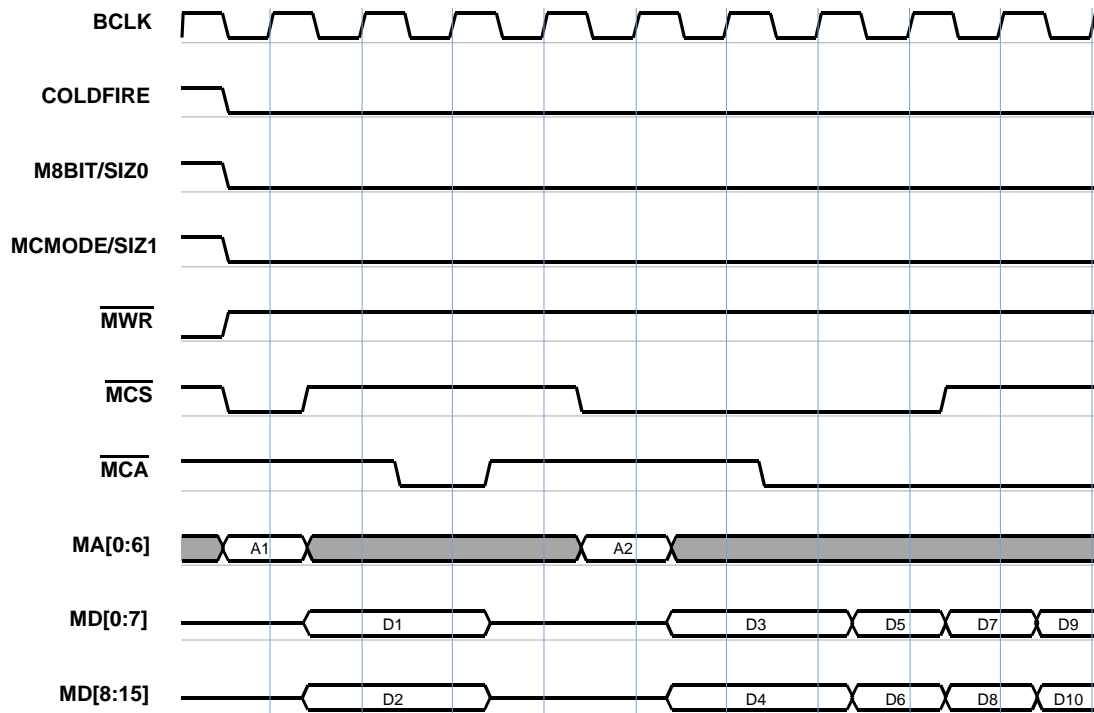 BCLK
COLDFIRE
M8BIT/SIZ0
MCMODE/SIZ1
MWR
MCS
MCA
MA[0:6] A1 A2
MD[0:7] D1 D3 D5 D7 D9
MD[8:15] D2 D4 D6 D8 D10